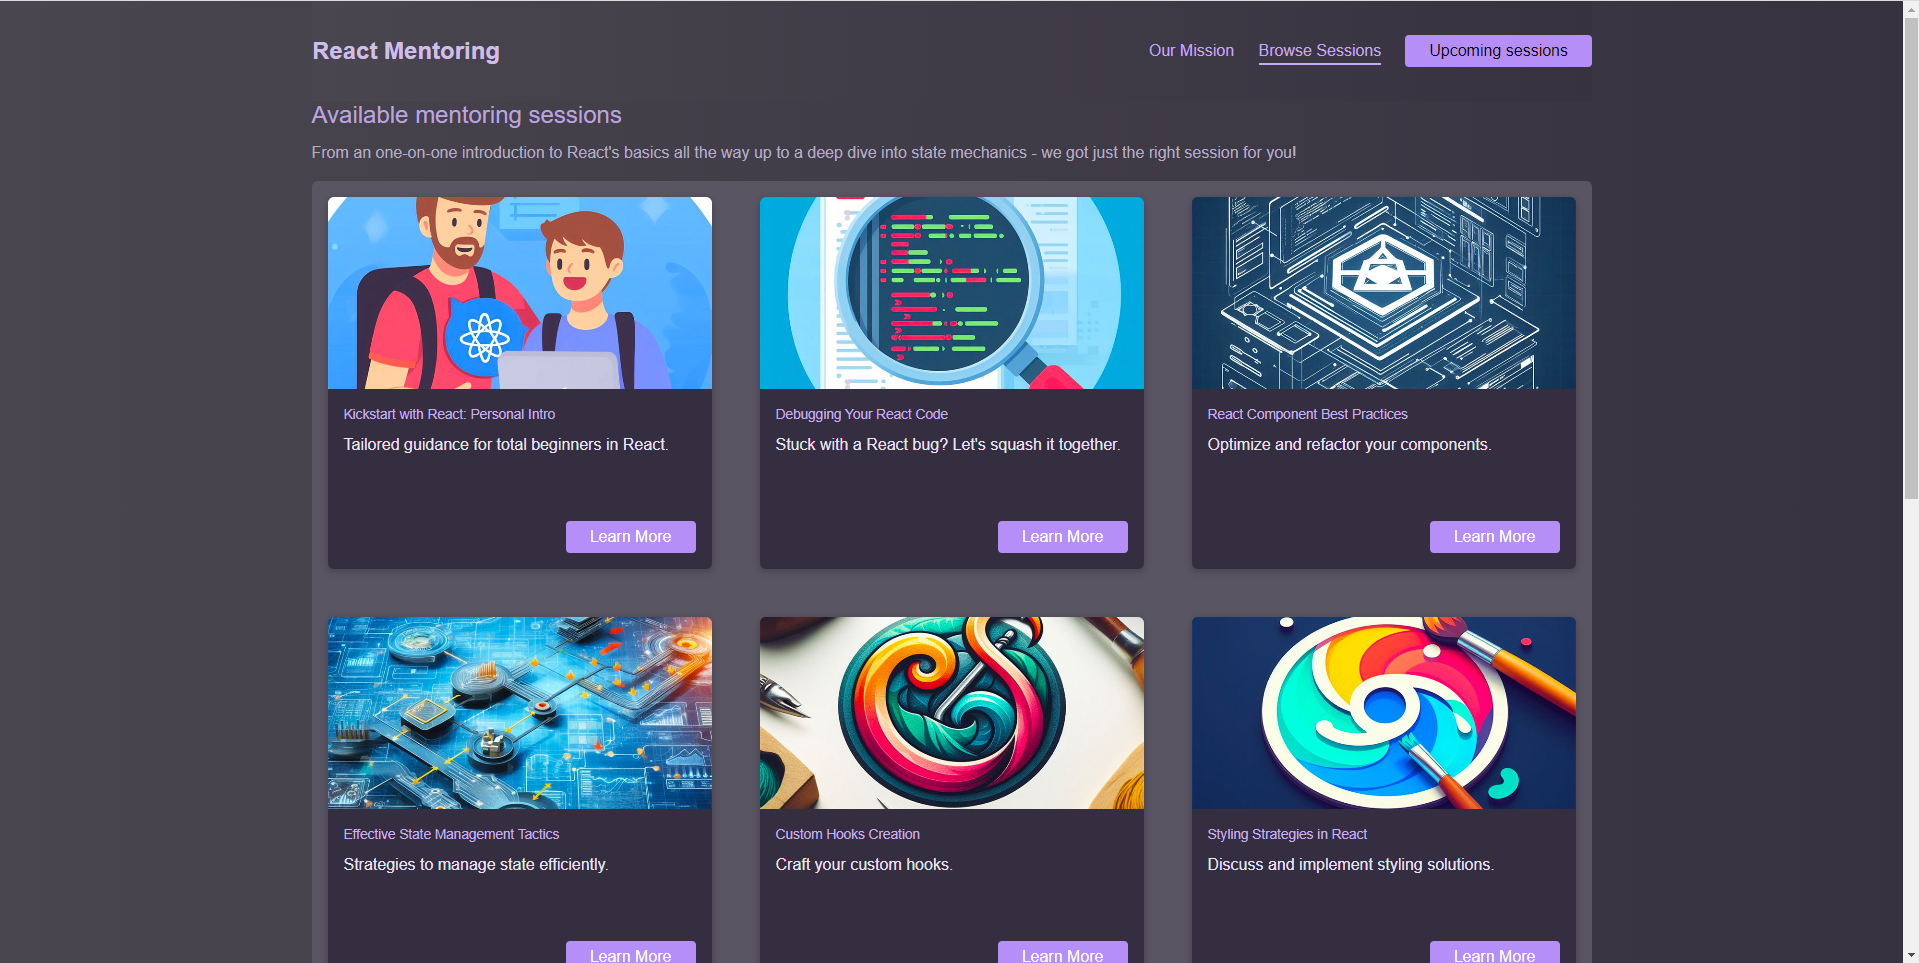 React Mentoring
Our Mission
Browse Sessions
Upcoming sessions
Available mentoring sessions
From an one-on-one introduction to React's basics all the way up to a deep dive into state mechanics - we got just the right session for you!
Kickstart with React: Personal Intro
Tailored guidance for total beginners in React.
Learn More
Debugging Your React Code
Stuck with a React bug? Let's squash it together.
Learn More
React Component Best Practices
Optimize and refactor your components.
Learn More
Effective State Management Tactics
Strategies to manage state efficiently.
Learn More
Custom Hooks Creation
Craft your custom hooks.
Learn More
Styling Strategies in React
Discuss and implement styling solutions.
Learn More